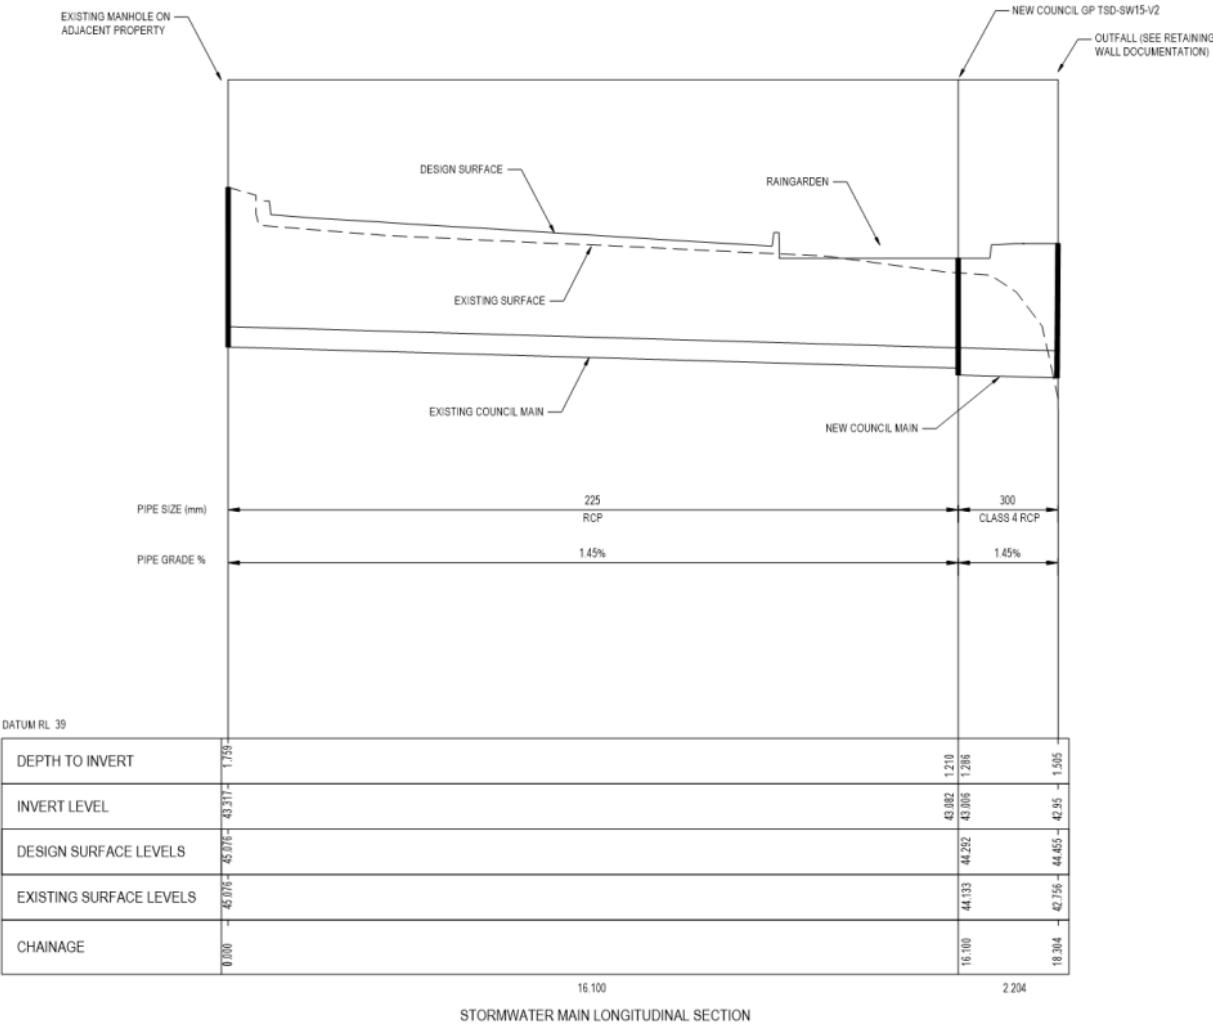 EXISTING MANHOLE ON
ADJACENT PROPERTY
NEW COUNCIL GP TSD-SW15-V2
OUTFALL (SEE RETAINING
WALL DOCUMENTATION)
DESIGN SURFACE
RAINGARDEN
EXISTING SURFACE
EXISTING COUNCIL MAIN
NEW COUNCIL MAIN
PIPE SIZE (mm)
225
RCP
300
CLASS 4 RCP
PIPE GRADE %
1.45%
1.45%
DATUM RL 39
DEPTH TO INVERT
1.759
1.210
1.286
1.505
INVERT LEVEL
43.317
43.082
43.006
42.95
DESIGN SURFACE LEVELS
45.076
44.292
44.455
EXISTING SURFACE LEVELS
45.076
44.133
42.756
CHAINAGE
0.000
16.100
18.304
16.100
2.204
STORMWATER MAIN LONGITUDINAL SECTION